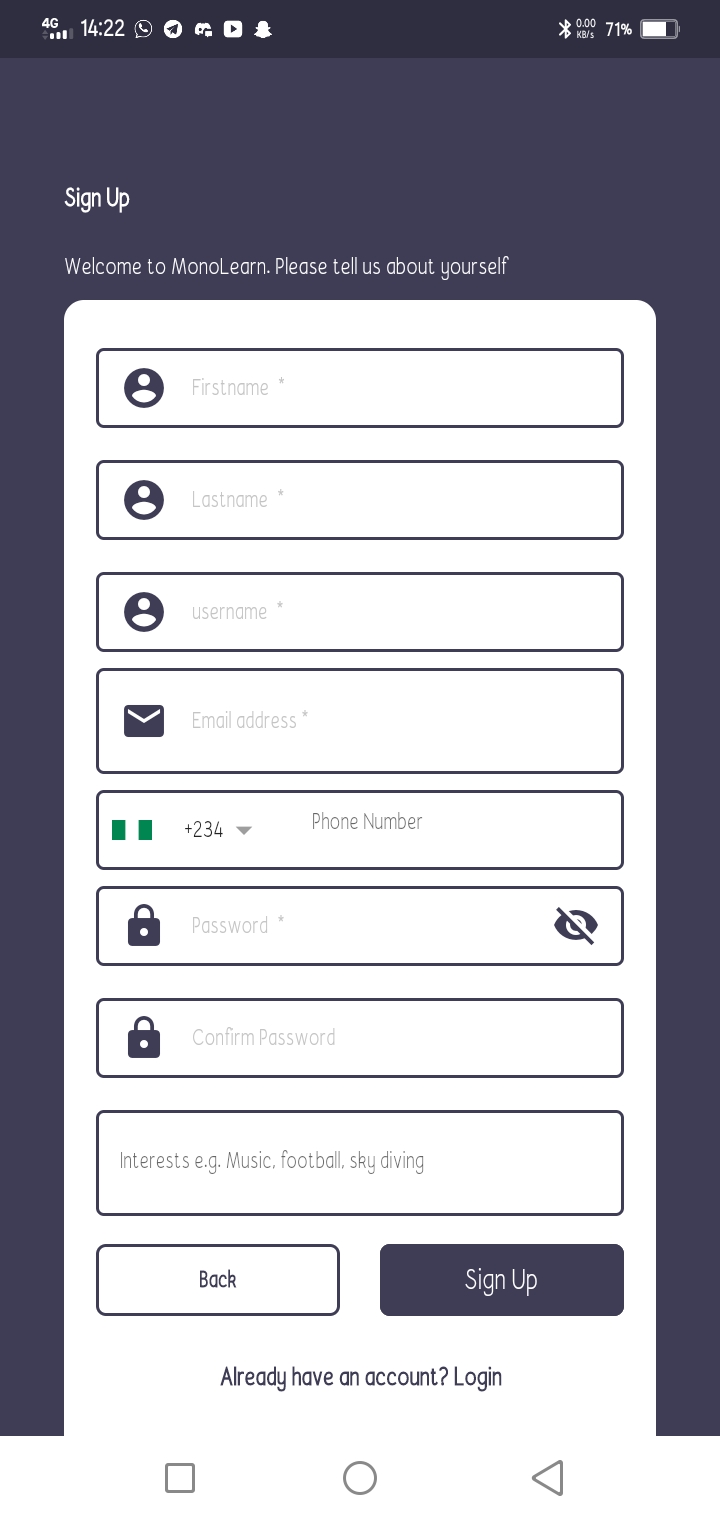 4G 14:22 0.00 KB/s 71%
Sign Up
Welcome to MonoLearn. Please tell us about yourself
Firstname *
Lastname *
username *
Email address *
+234 Phone Number
Password *
Confirm Password
Interests e.g. Music, football, sky diving
Back Sign Up
Already have an account? Login